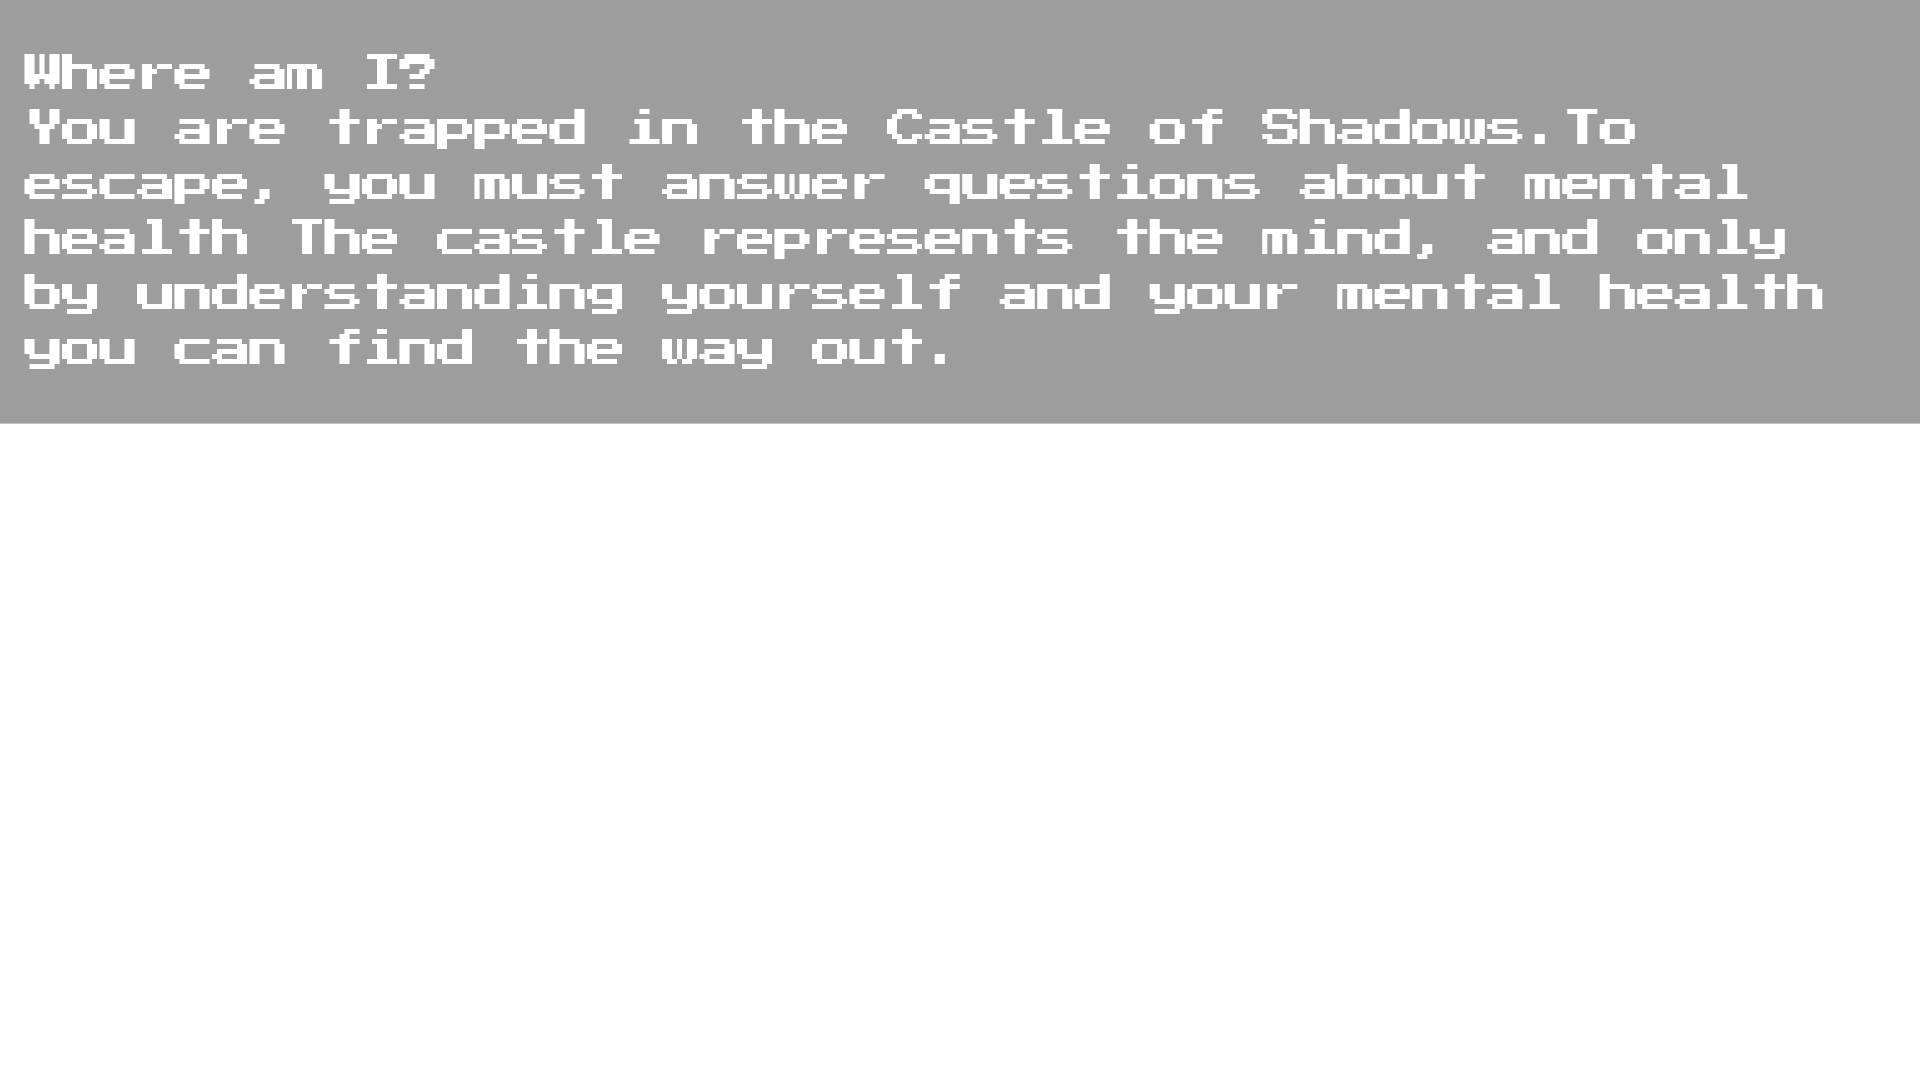 Where am I?
You are trapped in the Castle of Shadows.To
escape, you must answer questions about mental
health The castle represents the mind, and only
by understanding yourself and your mental health
you can find the way out.